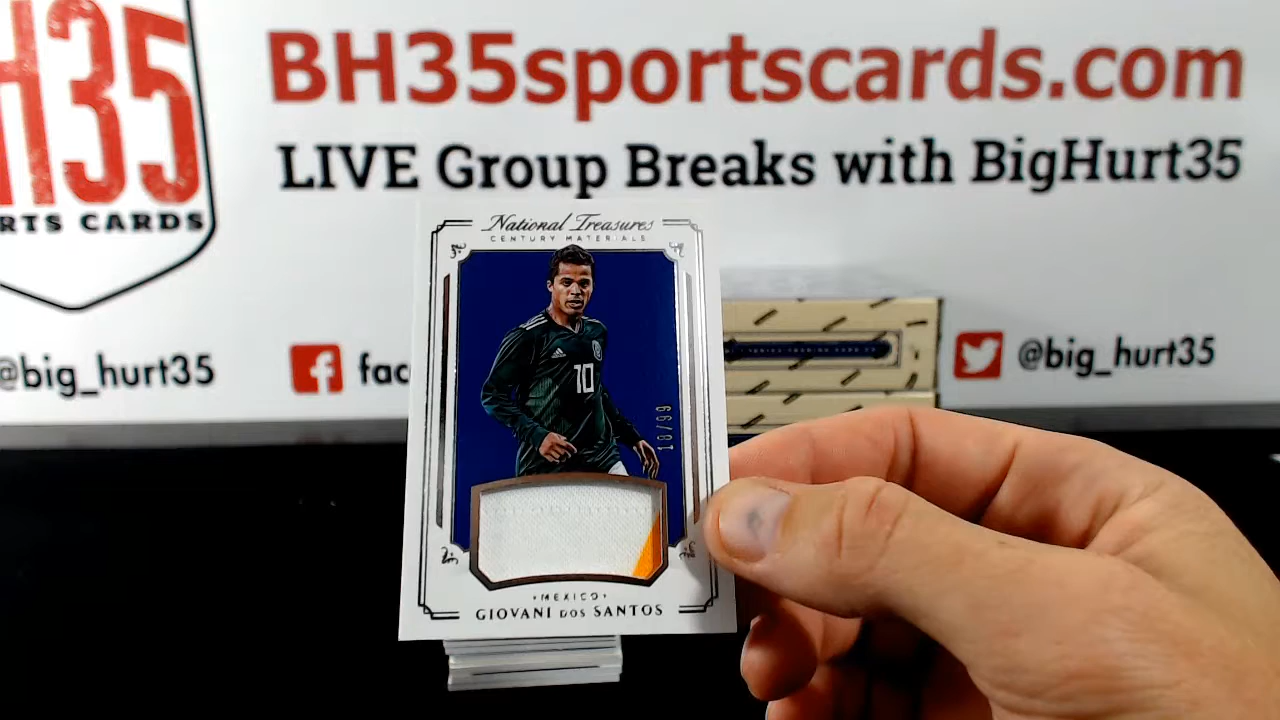 H35
RTS CARDS
BH35sportscards.com
LIVE Group Breaks with BigHurt35
@big_hurt35
fac
@big_hurt35
National Treasures
CENTURY MATERIALS
10
18/99
•MEXICO•
GIOVANI DOS SANTOS